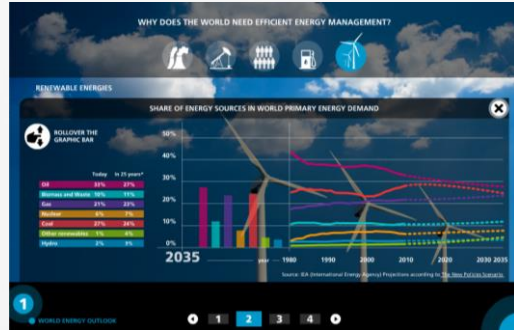 WHY DOES THE WORLD NEED EFFICIENT ENERGY MANAGEMENT?
RENEWABLE ENERGIES
SHARE OF ENERGY SOURCES IN WORLD PRIMARY ENERGY DEMAND
ROLLOVER THE
GRAPHIC BAR
Today In 25 years*
Oil 33% 27%
Biomass and Waste 10% 11%
Gas 21% 23%
Nuclear 6% 7%
Coal 27% 24%
Other renewables 1% 4%
Hydro 2% 3%
50%
40%
30%
20%
10%
0%
2035 year 1980 1990 2000 2010 2020 2030 2035
Source: IEA (International Energy Agency) Projections according to The New Policies Scenario
1
WORLD ENERGY OUTLOOK
1 2 3 4